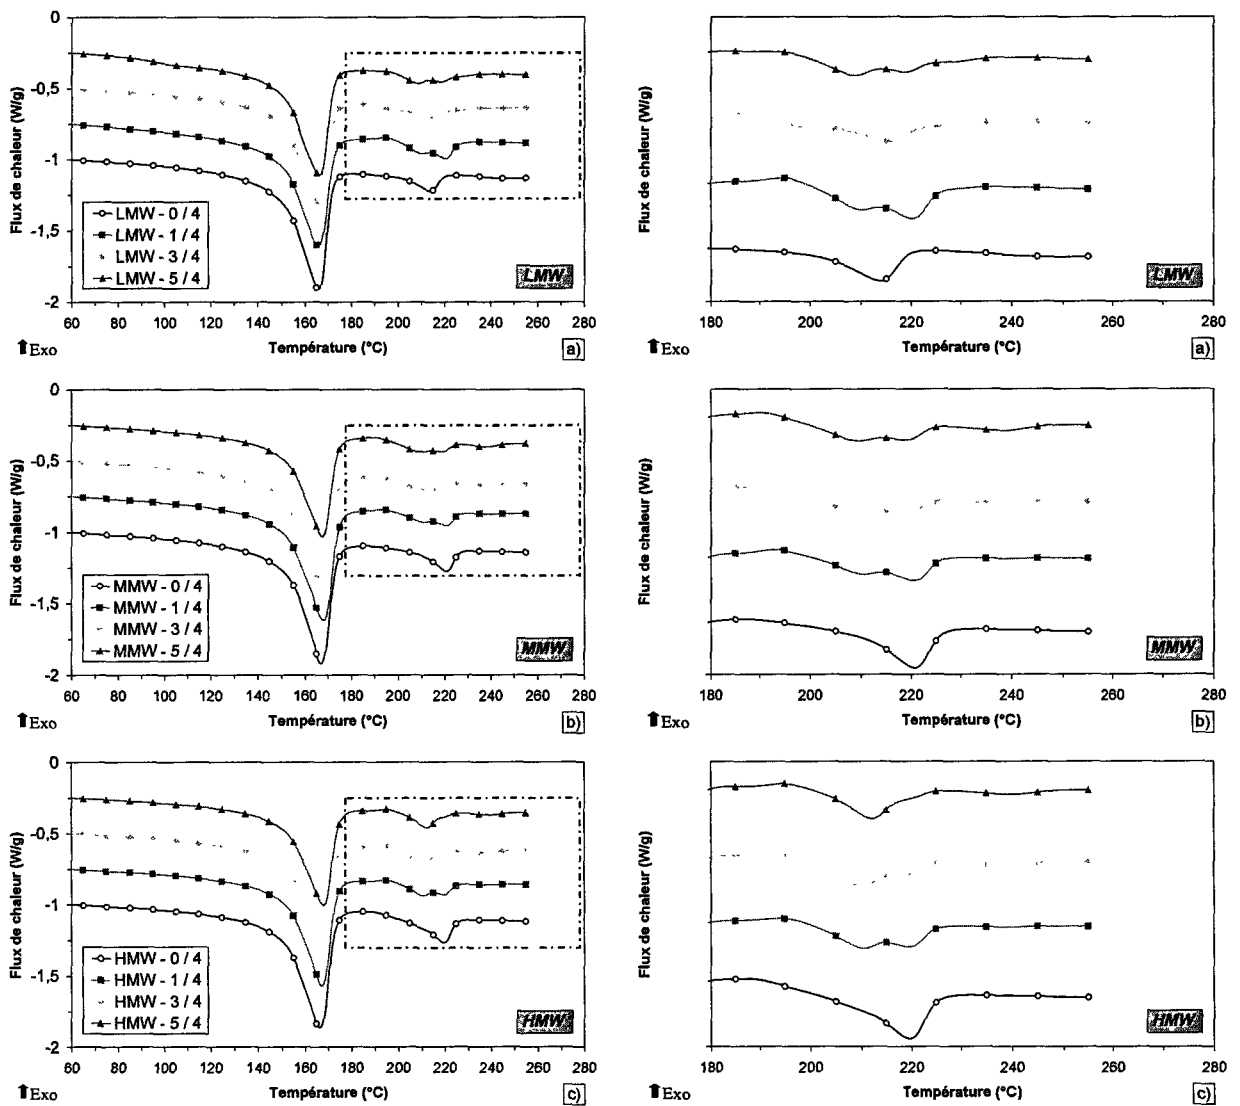 0
-0,5
-1
-1,5
-2
Flux de chaleur (W/g)
LMW - 0 / 4
LMW - 1 / 4
LMW - 3 / 4
LMW - 5 / 4
LMW
60 80 100 120 140 160 180 200 220 240 260 280
Température (°C)
Exo
a)
Flux de chaleur (W/g)
LMW
180 200 220 240 260 280
Température (°C)
Exo
a)
0
-0,5
-1
-1,5
-2
Flux de chaleur (W/g)
MMW - 0 / 4
MMW - 1 / 4
MMW - 3 / 4
MMW - 5 / 4
MMW
60 80 100 120 140 160 180 200 220 240 260 280
Température (°C)
Exo
b)
Flux de chaleur (W/g)
MMW
180 200 220 240 260 280
Température (°C)
Exo
b)
0
-0,5
-1
-1,5
-2
Flux de chaleur (W/g)
HMW - 0 / 4
HMW - 1 / 4
HMW - 3 / 4
HMW - 5 / 4
HMW
60 80 100 120 140 160 180 200 220 240 260 280
Température (°C)
Exo
c)
Flux de chaleur (W/g)
HMW
180 200 220 240 260 280
Température (°C)
Exo
c)